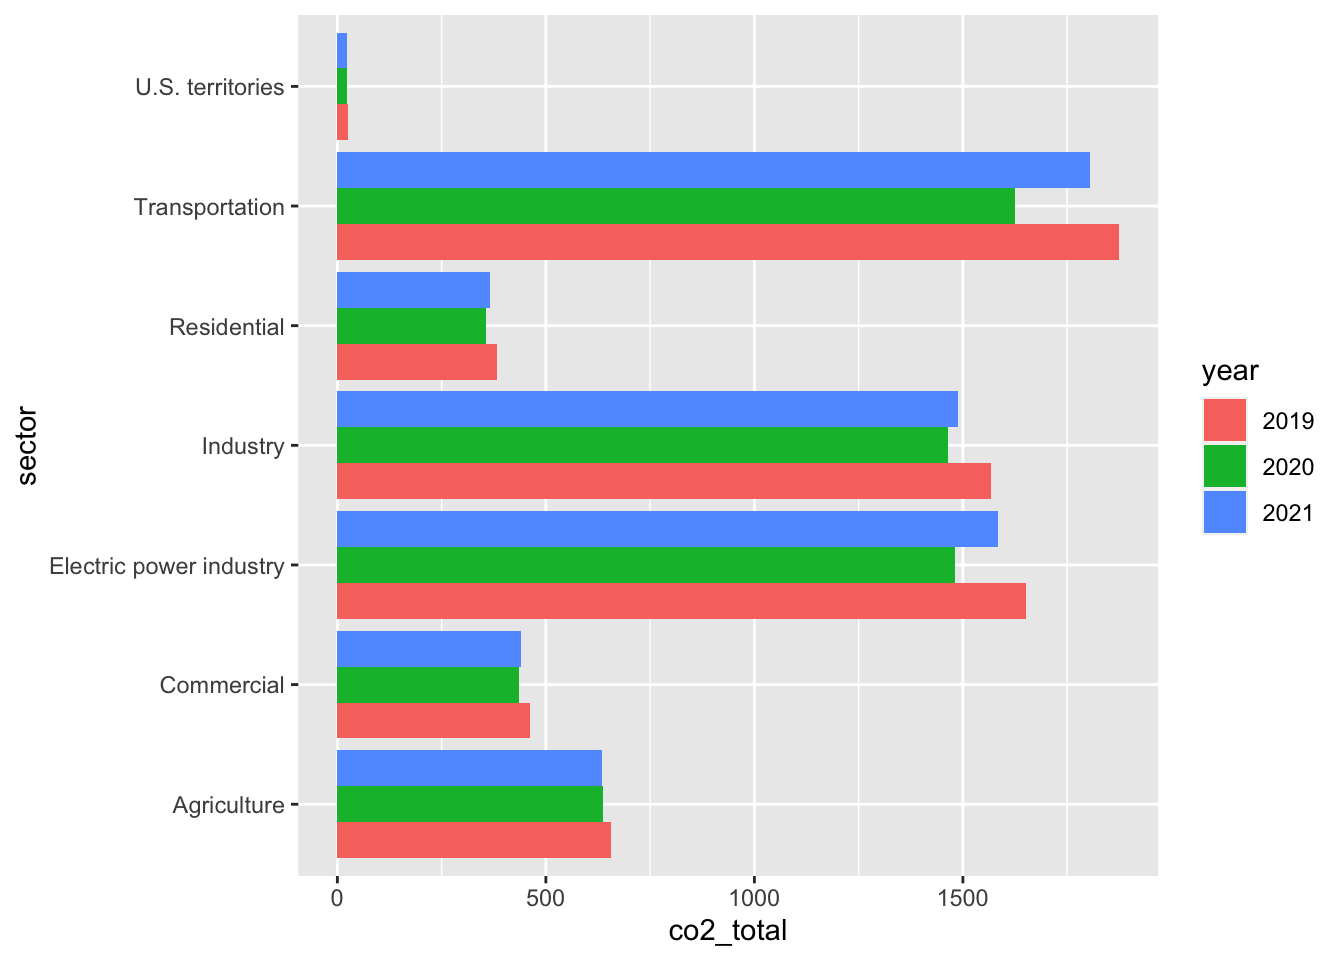 U.S. territories
Transportation
Residential
Industry
Electric power industry
Commercial
Agriculture
sector
0 500 1000 1500
co2_total
year
2019
2020
2021